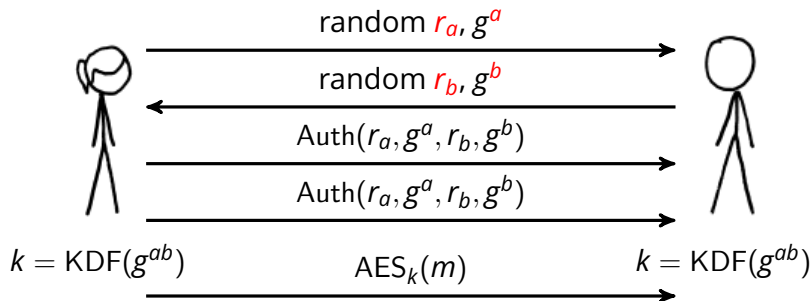 random r_a, g^a
random r_b, g^b
Auth(r_a, g^a, r_b, g^b)
Auth(r_a, g^a, r_b, g^b)
k = KDF(g^{ab})
AES_k(m)
k = KDF(g^{ab})